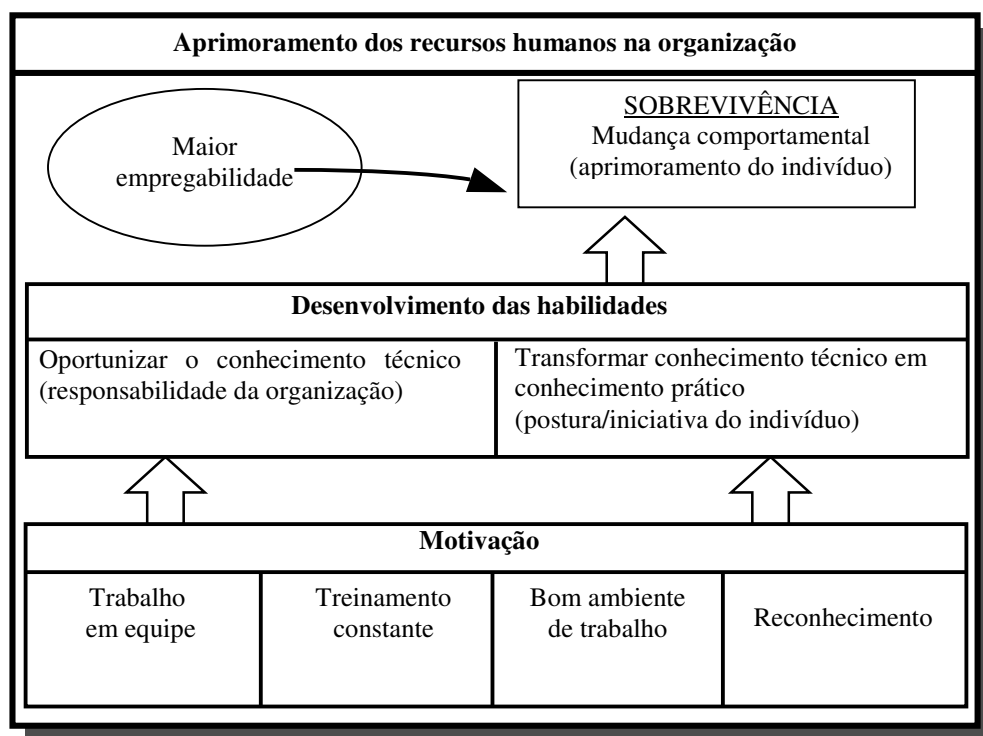 Aprimoramento dos recursos humanos na organização
Maior
empregabilidade
SOBREVIVÊNCIA
Mudança comportamental
(aprimoramento do indivíduo)
Desenvolvimento das habilidades
Oportunizar o conhecimento técnico
(responsabilidade da organização)
Transformar conhecimento técnico em
conhecimento prático
(postura/iniciativa do indivíduo)
Motivação
Trabalho
em equipe
Treinamento
constante
Bom ambiente
de trabalho
Reconhecimento